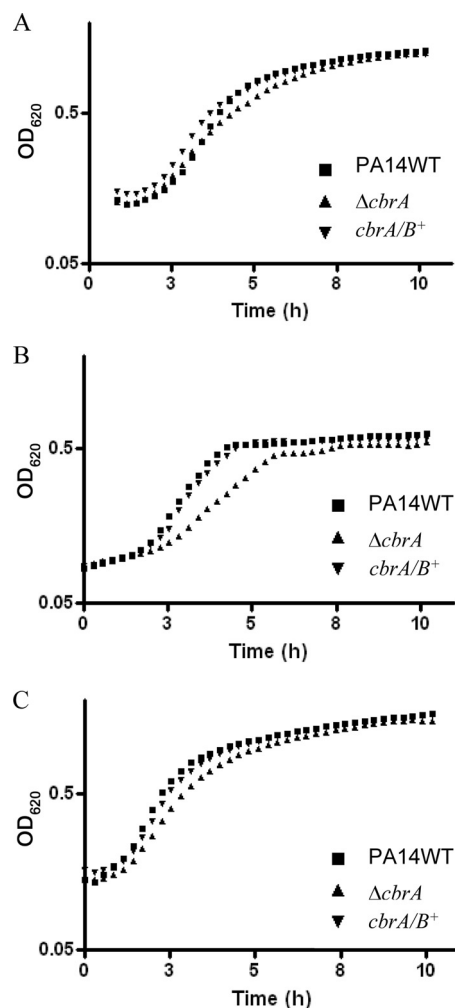 A
0.5
OD620
PA14WT
ΔcbrA
cbrA/B+
0.05
0 3 5 8 10
Time (h)
B
0.5
OD620
PA14WT
ΔcbrA
cbrA/B+
0.05
0 3 5 8 10
Time (h)
C
0.5
OD620
PA14WT
ΔcbrA
cbrA/B+
0.05
0 3 5 8 10
Time (h)